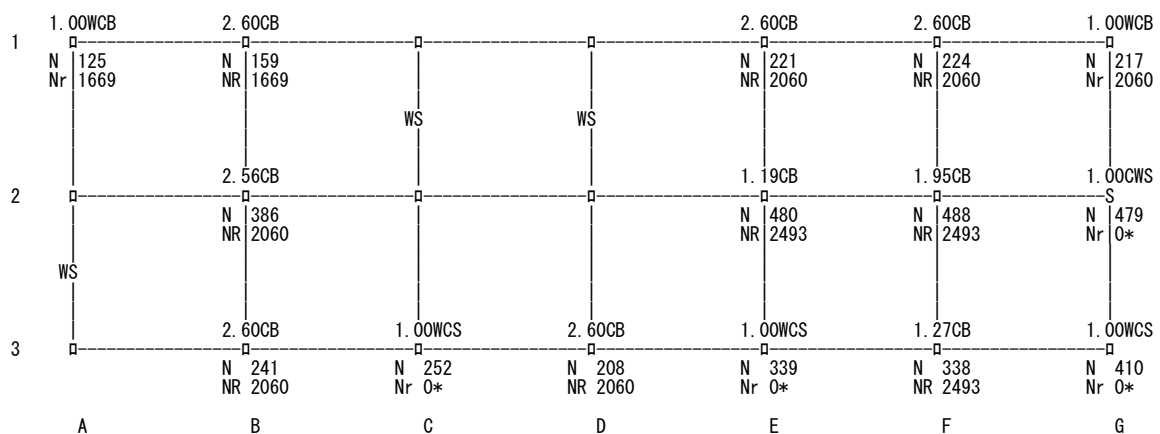 1.00WCB 2.60CB 2.60CB 2.60CB 1.00WCB
1
N 125 N 159 N 221 N 224 N 217
Nr 1669 NR 1669 NR 2060 NR 2060 Nr 2060
WS WS
2.56CB 1.19CB 1.95CB 1.00CWS
2 S
N 386 N 480 N 488 N 479
NR 2060 NR 2493 NR 2493 Nr 0*
WS
2.60CB 1.00WCS 2.60CB 1.00WCS 1.27CB 1.00WCS
3
N 241 N 252 N 208 N 339 N 338 N 410
NR 2060 Nr 0* NR 2060 Nr 0* NR 2493 Nr 0*
A B C D E F G